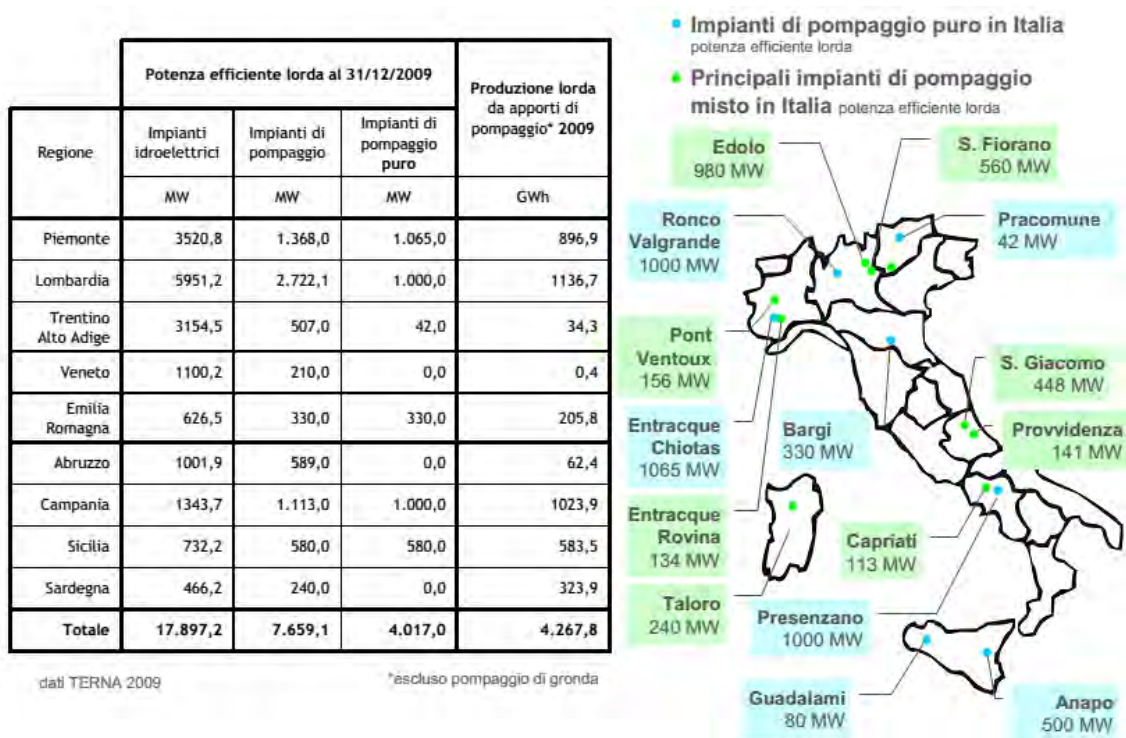 Potenza efficiente lorda al 31/12/2009
Produzione lorda
da apporti di
pompaggio* 2009
Regione
Impianti
idroelettrici
Impianti di
pompaggio
Impianti di
pompaggio
puro
MW MW MW GWh
Piemonte 3520,8 1.368,0 1.065,0 896,9
Lombardia 5951,2 2.722,1 1.000,0 1136,7
Trentino
Alto Adige 3154,5 507,0 42,0 34,3
Veneto 1100,2 210,0 0,0 0,4
Emilia
Romagna 626,5 330,0 330,0 205,8
Abruzzo 1001,9 589,0 0,0 62,4
Campania 1343,7 1.113,0 1.000,0 1023,9
Sicilia 732,2 580,0 580,0 583,5
Sardegna 466,2 240,0 0,0 323,9
Totale 17.897,2 7.659,1 4.017,0 4.267,8
dati TERNA 2009
*escluso pompaggio di gronda
Impianti di pompaggio puro in Italia
potenza efficiente lorda
Principali impianti di pompaggio
misto in Italia potenza efficiente lorda
Edolo
980 MW
S. Fiorano
560 MW
Ronco
Valgrande
1000 MW
Pracomune
42 MW
Pont
Ventoux
156 MW
S. Giacomo
448 MW
Entracque
Chiotas
1065 MW
Bargi
330 MW
Provvidenza
141 MW
Entracque
Rovina
134 MW
Capriati
113 MW
Taloro
240 MW
Presenzano
1000 MW
Guadalami
80 MW
Anapo
500 MW